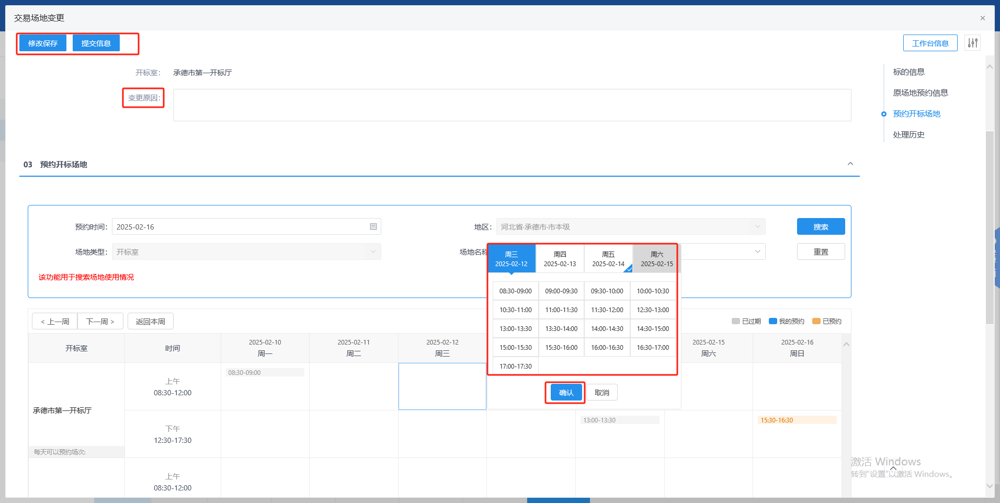 交易场地变更
×
修改保存 提交信息 工作台信息
开标室: 承德市第一开标厅
变更原因:
标的信息
原场地预约信息
预约开标场地
处理历史
03 预约开标场地
预约时间: 2025-02-16 地区: 河北省·承德市·市本级 搜索
场地类型: 开标室 场地名称 重置
该功能用于搜索场地使用情况
周三 周四 周五 周六
2025-02-12 2025-02-13 2025-02-14 2025-02-15
08:30-09:00 09:00-09:30 09:30-10:00 10:00-10:30
10:30-11:00 11:00-11:30 11:30-12:00 12:30-13:00
13:00-13:30 13:30-14:00 14:00-14:30 14:30-15:00
15:00-15:30 15:30-16:00 16:00-16:30 16:30-17:00
17:00-17:30
确认 取消
< 上一周 下一周 > 返回本周 已过期 我的预约 已预约
开标室 时间 2025-02-10 2025-02-11 2025-02-12 2025-02-15 2025-02-16
周一 周二 周三 周六 周日
08:30-09:00
上午
08:30-12:00
承德市第一开标厅
13:00-13:30 15:30-16:30
下午
12:30-17:30
每天可以预约场次:
上午
08:30-12:00
激活 Windows
转到"设置"以激活 Windows。